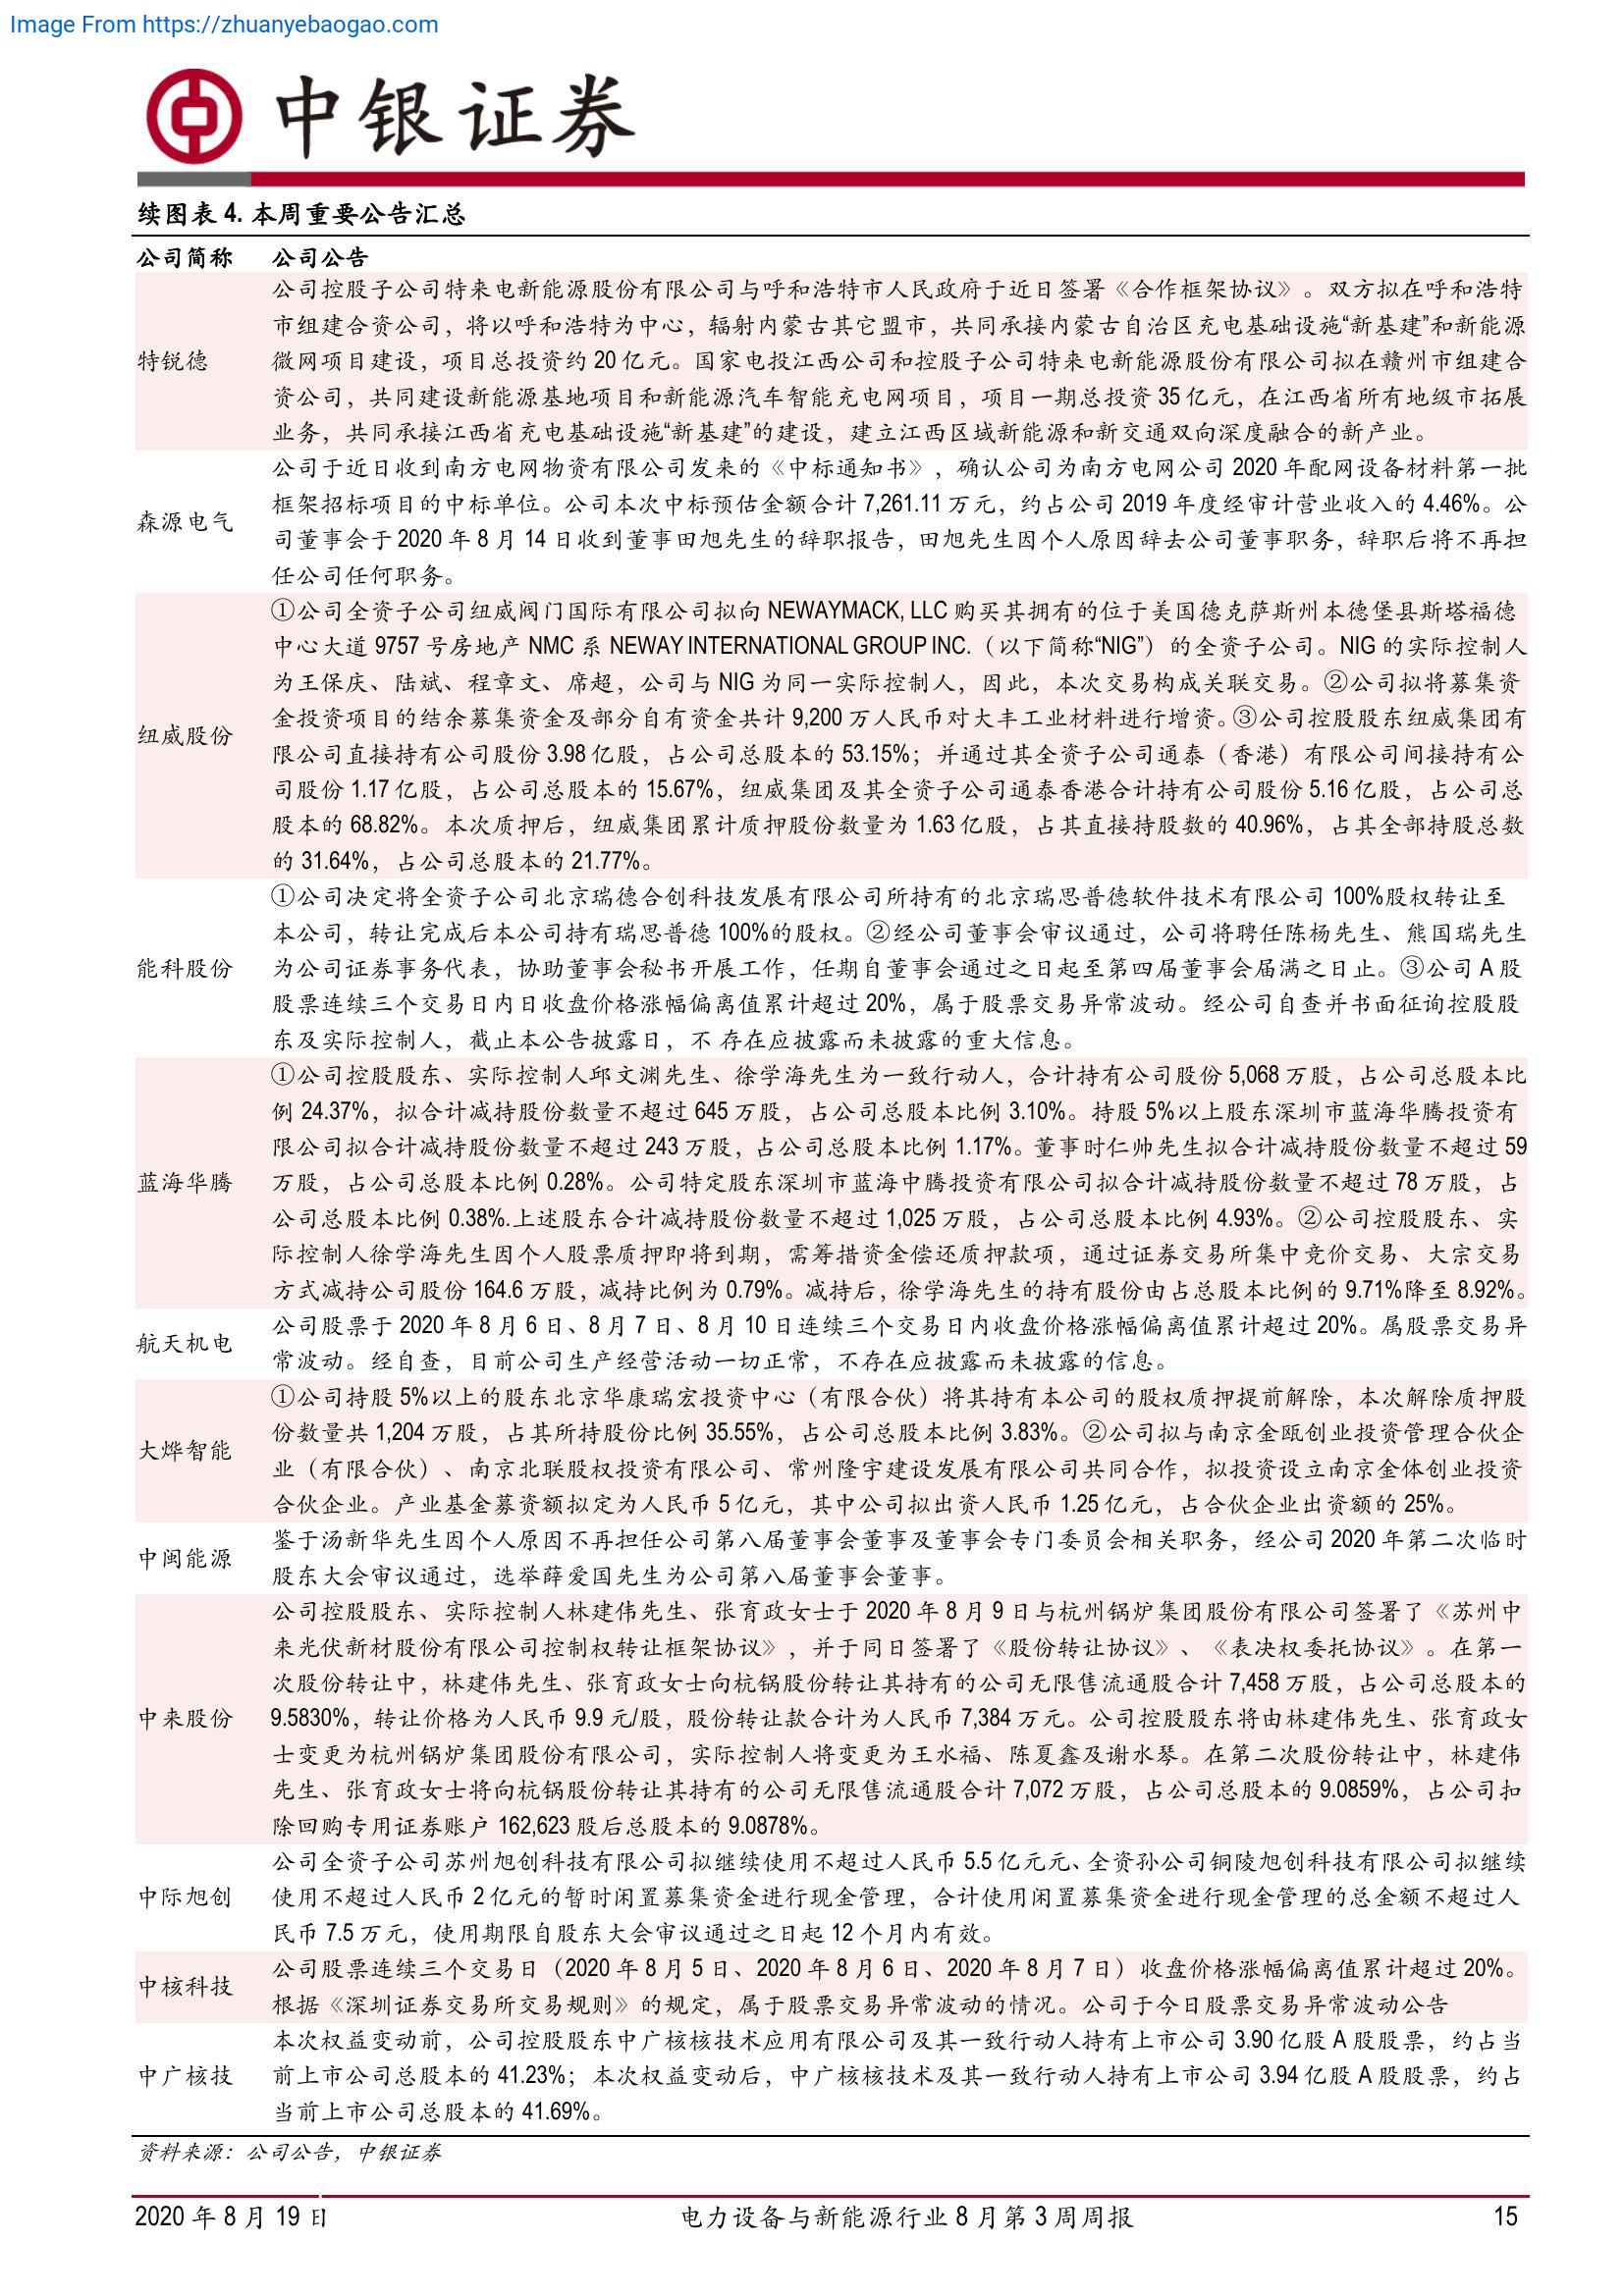 Image From https://zhuanyebaogao.com
中银证券
续图表 4. 本周重要公告汇总
公司简称 公司公告
特锐德
公司控股子公司特来电新能源股份有限公司与呼和浩特市人民政府于近日签署《合作框架协议》。双方拟在呼和浩特
市组建合资公司，将以呼和浩特为中心，辐射内蒙古其它盟市，共同承接内蒙古自治区充电基础设施“新基建”和新能源
微网项目建设，项目总投资约 20 亿元。国家电投江西公司和控股子公司特来电新能源股份有限公司拟在赣州市组建合
资公司，共同建设新能源基地项目和新能源汽车智能充电网项目，项目一期总投资 35 亿元，在江西省所有地级市拓展
业务，共同承接江西省充电基础设施“新基建”的建设，建立江西区域新能源和新交通双向深度融合的新产业。
森源电气
公司于近日收到南方电网物资有限公司发来的《中标通知书》，确认公司为南方电网公司 2020 年配网设备材料第一批
框架招标项目的中标单位。公司本次中标预估金额合计 7,261.11 万元，约占公司 2019 年度经审计营业收入的 4.46%。公
司董事会于 2020 年 8 月 14 日收到董事田旭先生的辞职报告，田旭先生因个人原因辞去公司董事职务，辞职后将不再担
任公司任何职务。
纽威股份
①公司全资子公司纽威阀门国际有限公司拟向 NEWAYMACK, LLC 购买其拥有的位于美国德克萨斯州本德堡县斯塔福德
中心大道 9757 号房地产 NMC 系 NEWAY INTERNATIONAL GROUP INC.（以下简称“NIG”）的全资子公司。NIG 的实际控制人
为王保庆、陆斌、程章文、席超，公司与 NIG 为同一实际控制人，因此，本次交易构成关联交易。②公司拟将募集资
金投资项目的结余募集资金及部分自有资金共计 9,200 万人民币对大丰工业材料进行增资。③公司控股股东纽威集团有
限公司直接持有公司股份 3.98 亿股，占公司总股本的 53.15%；并通过其全资子公司通泰（香港）有限公司间接持有公
司股份 1.17 亿股，占公司总股本的 15.67%，纽威集团及其全资子公司通泰香港合计持有公司股份 5.16 亿股，占公司总
股本的 68.82%。本次质押后，纽威集团累计质押股份数量为 1.63 亿股，占其直接持股数的 40.96%，占其全部持股总数
的 31.64%，占公司总股本的 21.77%。
能科股份
①公司决定将全资子公司北京瑞德合创科技发展有限公司所持有的北京瑞思普德软件技术有限公司 100%股权转让至
本公司，转让完成后本公司持有瑞思普德 100%的股权。②经公司董事会审议通过，公司将聘任陈杨先生、熊国瑞先生
为公司证券事务代表，协助董事会秘书开展工作，任期自董事会通过之日起至第四届董事会届满之日止。③公司 A 股
股票连续三个交易日内日收盘价格涨幅偏离值累计超过 20%，属于股票交易异常波动。经公司自查并书面征询控股股
东及实际控制人，截止本公告披露日，不 存在应披露而未披露的重大信息。
蓝海华腾
①公司控股股东、实际控制人邱文渊先生、徐学海先生为一致行动人，合计持有公司股份 5,068 万股，占公司总股本比
例 24.37%，拟合计减持股份数量不超过 645 万股，占公司总股本比例 3.10%。持股 5%以上股东深圳市蓝海华腾投资有
限公司拟合计减持股份数量不超过 243 万股，占公司总股本比例 1.17%。董事时仁帅先生拟合计减持股份数量不超过 59
万股，占公司总股本比例 0.28%。公司特定股东深圳市蓝海中腾投资有限公司拟合计减持股份数量不超过 78 万股，占
公司总股本比例 0.38%.上述股东合计减持股份数量不超过 1,025 万股，占公司总股本比例 4.93%。②公司控股股东、实
际控制人徐学海先生因个人股票质押即将到期，需筹措资金偿还质押款项，通过证券交易所集中竞价交易、大宗交易
方式减持公司股份 164.6 万股，减持比例为 0.79%。减持后，徐学海先生的持有股份由占总股本比例的 9.71%降至 8.92%。
航天机电
公司股票于 2020 年 8 月 6 日、8 月 7 日、8 月 10 日连续三个交易日内收盘价格涨幅偏离值累计超过 20%。属股票交易异
常波动。经自查，目前公司生产经营活动一切正常，不存在应披露而未披露的信息。
大烨智能
①公司持股 5%以上的股东北京华康瑞宏投资中心（有限合伙）将其持有本公司的股权质押提前解除，本次解除质押股
份数量共 1,204 万股，占其所持股份比例 35.55%，占公司总股本比例 3.83%。②公司拟与南京金瓯创业投资管理合伙企
业（有限合伙）、南京北联股权投资有限公司、常州隆宇建设发展有限公司共同合作，拟投资设立南京金体创业投资
合伙企业。产业基金募资额拟定为人民币 5 亿元，其中公司拟出资人民币 1.25 亿元，占合伙企业出资额的 25%。
中闽能源
鉴于汤新华先生因个人原因不再担任公司第八届董事会董事及董事会专门委员会相关职务，经公司 2020 年第二次临时
股东大会审议通过，选举薛爱国先生为公司第八届董事会董事。
中来股份
公司控股股东、实际控制人林建伟先生、张育政女士于 2020 年 8 月 9 日与杭州锅炉集团股份有限公司签署了《苏州中
来光伏新材股份有限公司控制权转让框架协议》，并于同日签署了《股份转让协议》、《表决权委托协议》。在第一
次股份转让中，林建伟先生、张育政女士向杭锅股份转让其持有的公司无限售流通股合计 7,458 万股，占公司总股本的
9.5830%，转让价格为人民币 9.9 元/股，股份转让款合计为人民币 7,384 万元。公司控股股东将由林建伟先生、张育政女
士变更为杭州锅炉集团股份有限公司，实际控制人将变更为王水福、陈夏鑫及谢水琴。在第二次股份转让中，林建伟
先生、张育政女士将向杭锅股份转让其持有的公司无限售流通股合计 7,072 万股，占公司总股本的 9.0859%，占公司扣
除回购专用证券账户 162,623 股后总股本的 9.0878%。
中际旭创
公司全资子公司苏州旭创科技有限公司拟继续使用不超过人民币 5.5 亿元元、全资孙公司铜陵旭创科技有限公司拟继续
使用不超过人民币 2 亿元的暂时闲置募集资金进行现金管理，合计使用闲置募集资金进行现金管理的总金额不超过人
民币 7.5 万元，使用期限自股东大会审议通过之日起 12 个月内有效。
中核科技
公司股票连续三个交易日（2020 年 8 月 5 日、2020 年 8 月 6 日、2020 年 8 月 7 日）收盘价格涨幅偏离值累计超过 20%。
根据《深圳证券交易所交易规则》的规定，属于股票交易异常波动的情况。公司于今日股票交易异常波动公告
中广核技
本次权益变动前，公司控股股东中广核核技术应用有限公司及其一致行动人持有上市公司 3.90 亿股 A 股股票，约占当
前上市公司总股本的 41.23%；本次权益变动后，中广核核技术及其一致行动人持有上市公司 3.94 亿股 A 股股票，约占
当前上市公司总股本的 41.69%。
资料来源：公司公告，中银证券
2020 年 8 月 19 日 电力设备与新能源行业 8 月第 3 周周报 15